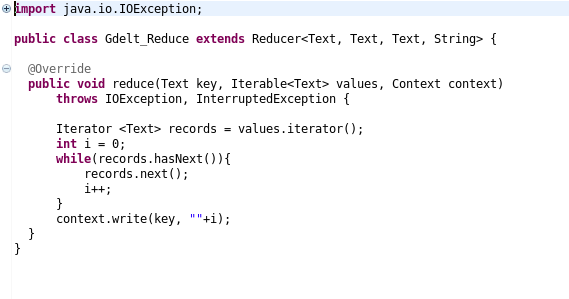 import java.io.IOException;
public class Gdelt_Reduce extends Reducer<Text, Text, Text, String> {
@Override
public void reduce(Text key, Iterable<Text> values, Context context)
throws IOException, InterruptedException {
Iterator <Text> records = values.iterator();
int i = 0;
while(records.hasNext()){
records.next();
i++;
}
context.write(key, ""+i);
}
}